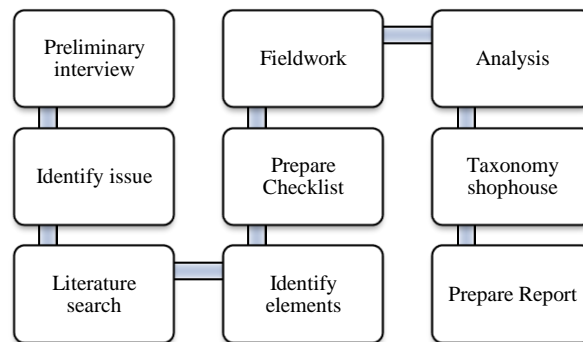 Preliminary
interview
Identify issue
Literature
search
Identify
elements
Prepare
Checklist
Fieldwork
Analysis
Taxonomy
shophouse
Prepare Report